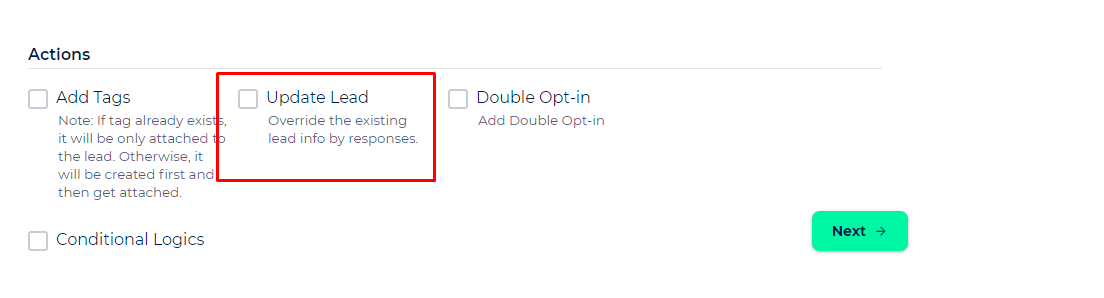 Actions
Add Tags
Note: If tag already exists,
it will be only attached to
the lead. Otherwise, it
will be created first and
then get attached.
Update Lead
Override the existing
lead info by responses.
Double Opt-in
Add Double Opt-in
Conditional Logics
Next →